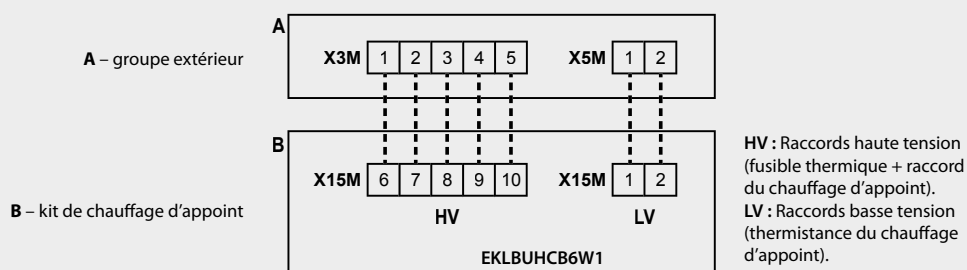 A
A – groupe extérieur
X3M 1 2 3 4 5 X5M 1 2
B
X15M 6 7 8 9 10 X15M 1 2
B – kit de chauffage d'appoint
HV LV
EKLBUHCB6W1
HV : Raccords haute tension
(fusible thermique + raccord
du chauffage d'appoint).
LV : Raccords basse tension
(thermistance du chauffage
d'appoint).